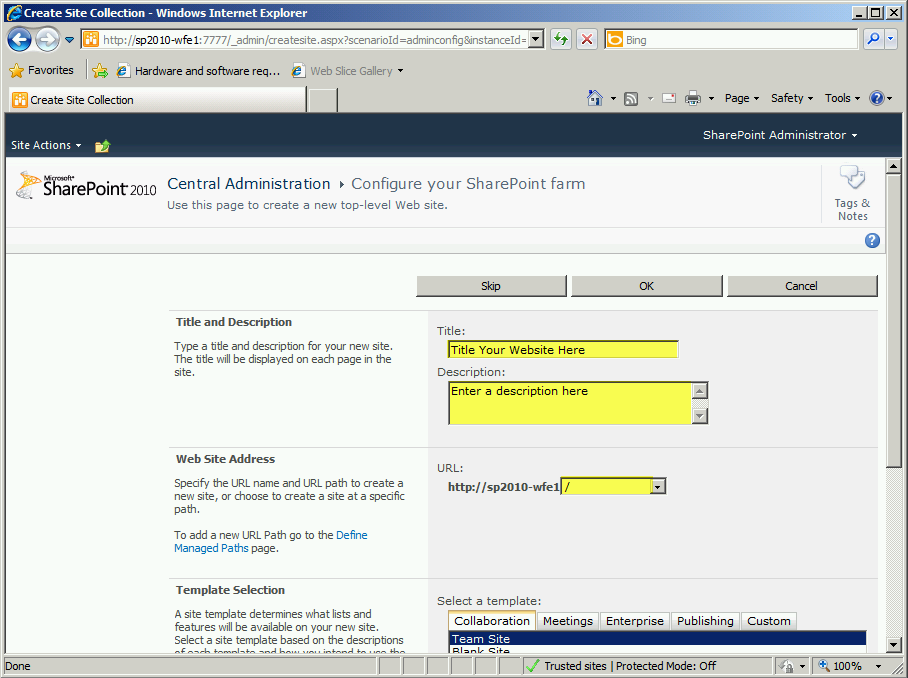 Create Site Collection - Windows Internet Explorer
http://sp2010-wfe1:7777/_admin/createsite.aspx?scenarioId=adminconfig&instanceId=
Bing
Favorites
Hardware and software req...
Web Slice Gallery
Create Site Collection
Page
Safety
Tools
SharePoint Administrator
Site Actions
Microsoft
SharePoint 2010
Central Administration
Configure your SharePoint farm
Use this page to create a new top-level Web site.
Tags &
Notes
Skip
OK
Cancel
Title and Description
Type a title and description for your new site.
The title will be displayed on each page in the
site.
Title:
Title Your Website Here
Description:
Enter a description here
Web Site Address
Specify the URL name and URL path to create a
new site, or choose to create a site at a specific
path.
To add a new URL Path go to the Define
Managed Paths page.
URL:
http://sp2010-wfe1 /
Template Selection
A site template determines what lists and
features will be available on your new site.
Select a site template based on the descriptions
of each template and how you intend to use the
Select a template:
Collaboration
Meetings
Enterprise
Publishing
Custom
Team Site
Blank Site
Done
Trusted sites | Protected Mode: Off
100%